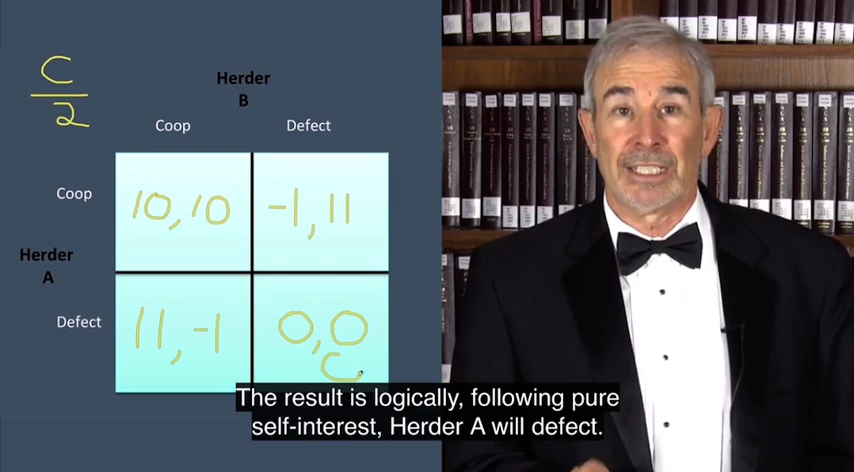 C
2
Herder
B
Coop
Defect
Coop
10, 10
-1, 11
Herder
A
Defect
11, -1
0, 0
C
The result is logically, following pure
self-interest, Herder A will defect.